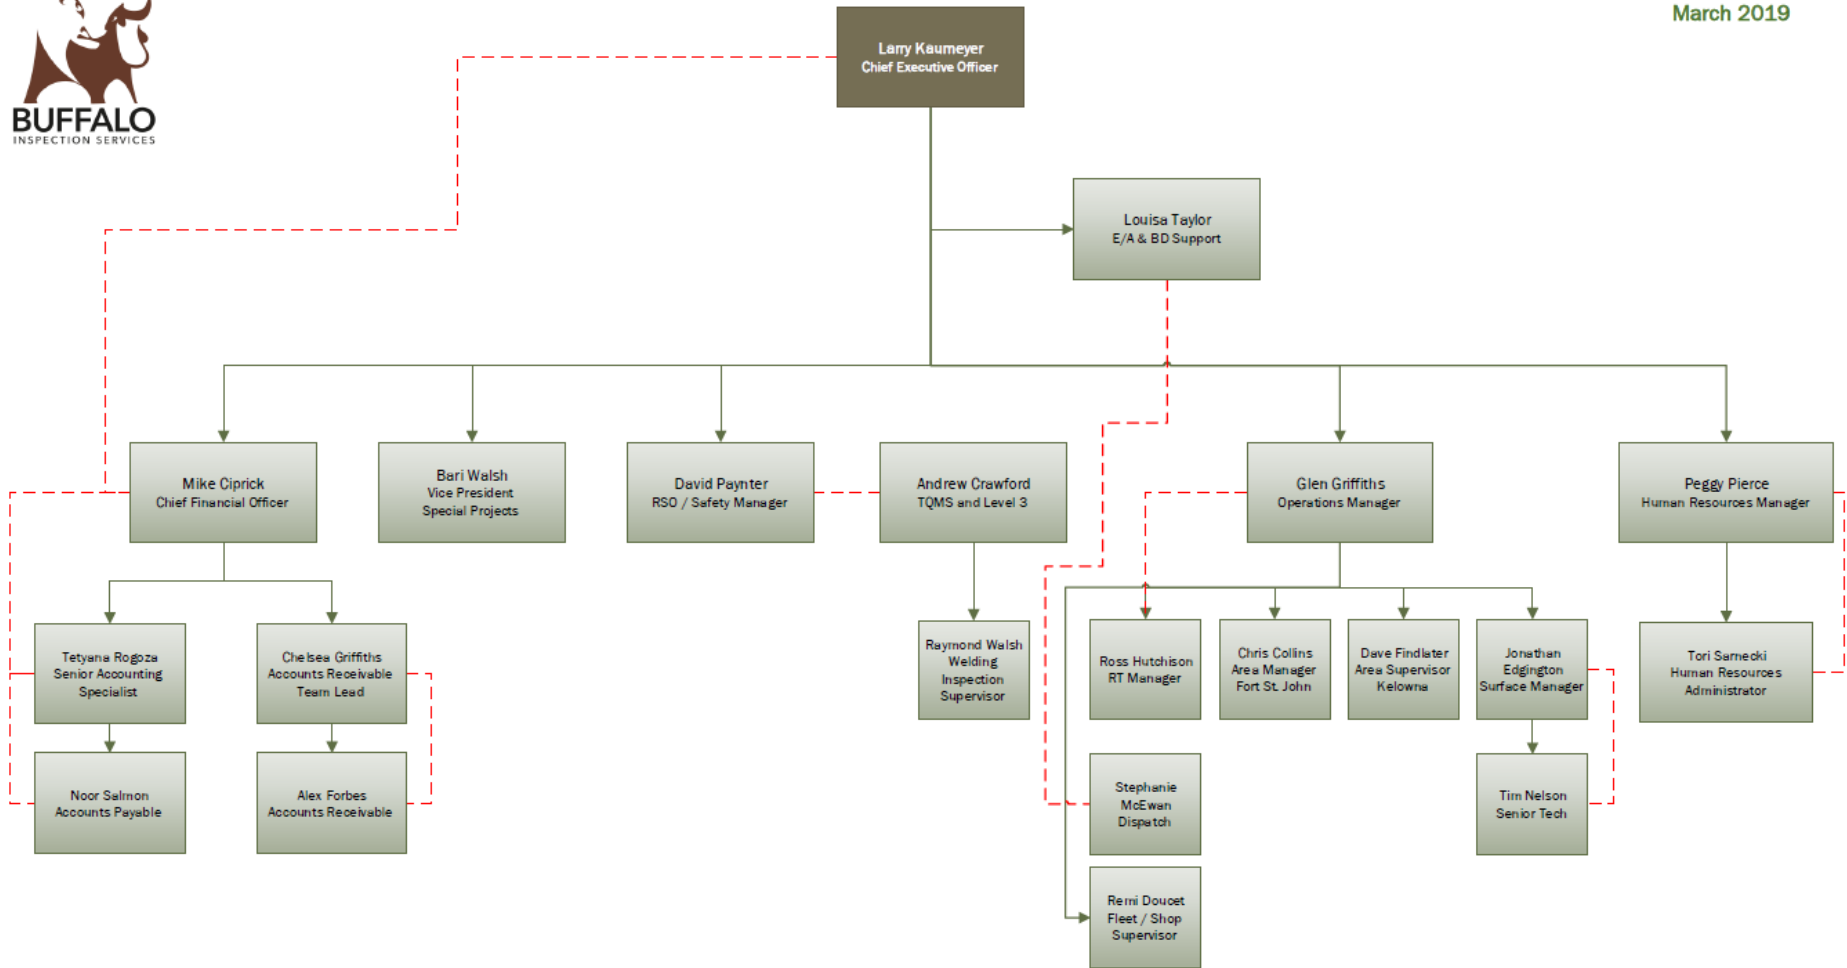 BUFFALO
INSPECTION SERVICES
March 2019
Larry Kaumeyer
Chief Executive Officer
Louisa Taylor
E/A & BD Support
Mike Ciprick
Chief Financial Officer
Bari Walsh
Vice President
Special Projects
David Paynter
RSO / Safety Manager
Andrew Crawford
TQMS and Level 3
Glen Griffiths
Operations Manager
Peggy Pierce
Human Resources Manager
Tetyana Rogoza
Senior Accounting
Specialist
Chelsea Griffiths
Accounts Receivable
Team Lead
Raymond Walsh
Welding
Inspection
Supervisor
Ross Hutchison
RT Manager
Chris Collins
Area Manager
Fort St. John
Dave Findlater
Area Supervisor
Kelowna
Jonathan
Edgington
Surface Manager
Tori Sarnecki
Human Resources
Administrator
Noor Salmon
Accounts Payable
Alex Forbes
Accounts Receivable
Stephanie
McEwan
Dispatch
Tim Nelson
Senior Tech
Remi Doucet
Fleet / Shop
Supervisor